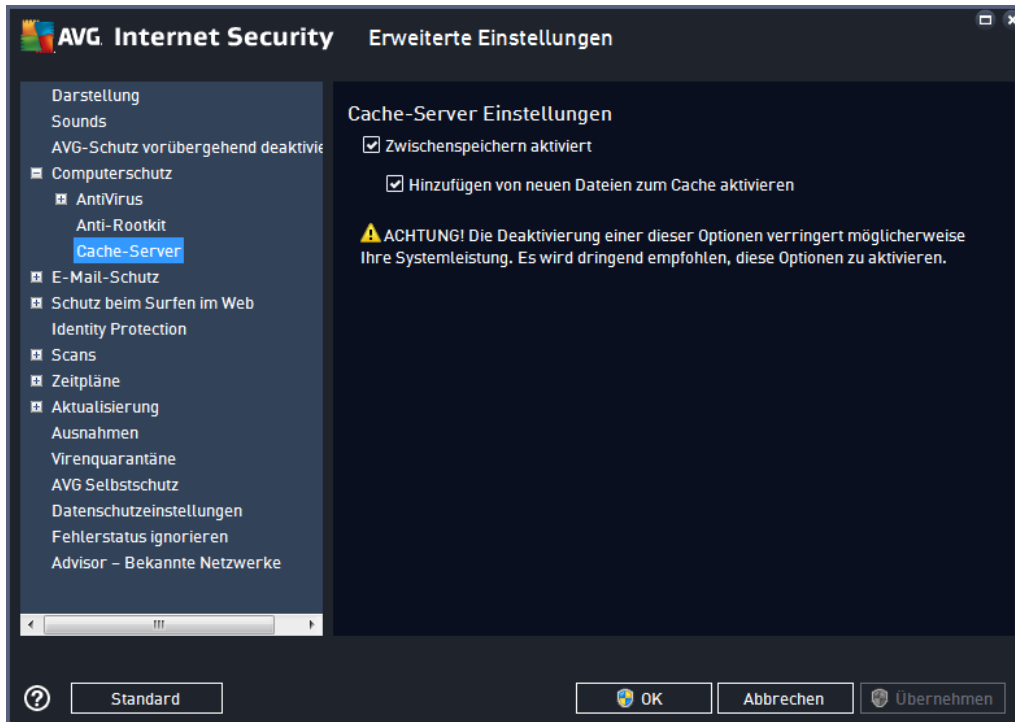 AVG. Internet Security Erweiterte Einstellungen
Darstellung
Sounds
AVG-Schutz vorübergehend deaktivie
Computerschutz
AntiVirus
Anti-Rootkit
Cache-Server
E-Mail-Schutz
Schutz beim Surfen im Web
Identity Protection
Scans
Zeitpläne
Aktualisierung
Ausnahmen
Virenquarantäne
AVG Selbstschutz
Datenschutzeinstellungen
Fehlerstatus ignorieren
Advisor – Bekannte Netzwerke
Cache-Server Einstellungen
Zwischenspeichern aktiviert
Hinzufügen von neuen Dateien zum Cache aktivieren
ACHTUNG! Die Deaktivierung einer dieser Optionen verringert möglicherweise
Ihre Systemleistung. Es wird dringend empfohlen, diese Optionen zu aktivieren.
Standard
OK
Abbrechen
Übernehmen